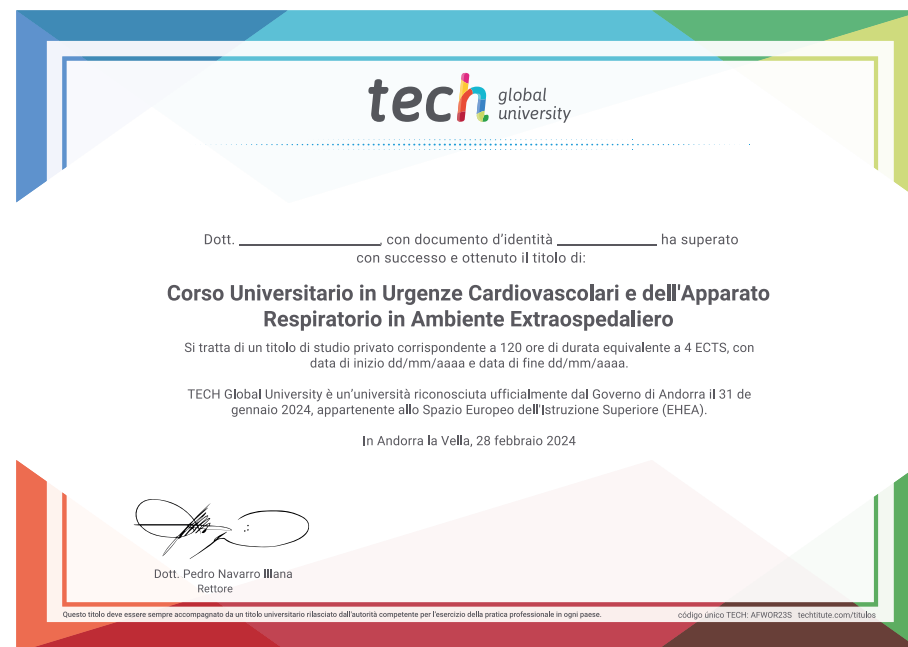 tech global university
Dott. ____________________, con documento d'identità ______________ ha superato
con successo e ottenuto il titolo di:
Corso Universitario in Urgenze Cardiovascolari e dell'Apparato
Respiratorio in Ambiente Extraospedaliero
Si tratta di un titolo di studio privato corrispondente a 120 ore di durata equivalente a 4 ECTS, con
data di inizio dd/mm/aaaa e data di fine dd/mm/aaaa.
TECH Global University è un'università riconosciuta ufficialmente dal Governo di Andorra il 31 de
gennaio 2024, appartenente allo Spazio Europeo dell'Istruzione Superiore (EHEA).
In Andorra la Vella, 28 febbraio 2024
Dott. Pedro Navarro Illana
Rettore
Questo titolo deve essere sempre accompagnato da un titolo universitario rilasciato dall'autorità competente per l'esercizio della pratica professionale in ogni paese.
código único TECH: AFWOR23S techtitute.com/titulos